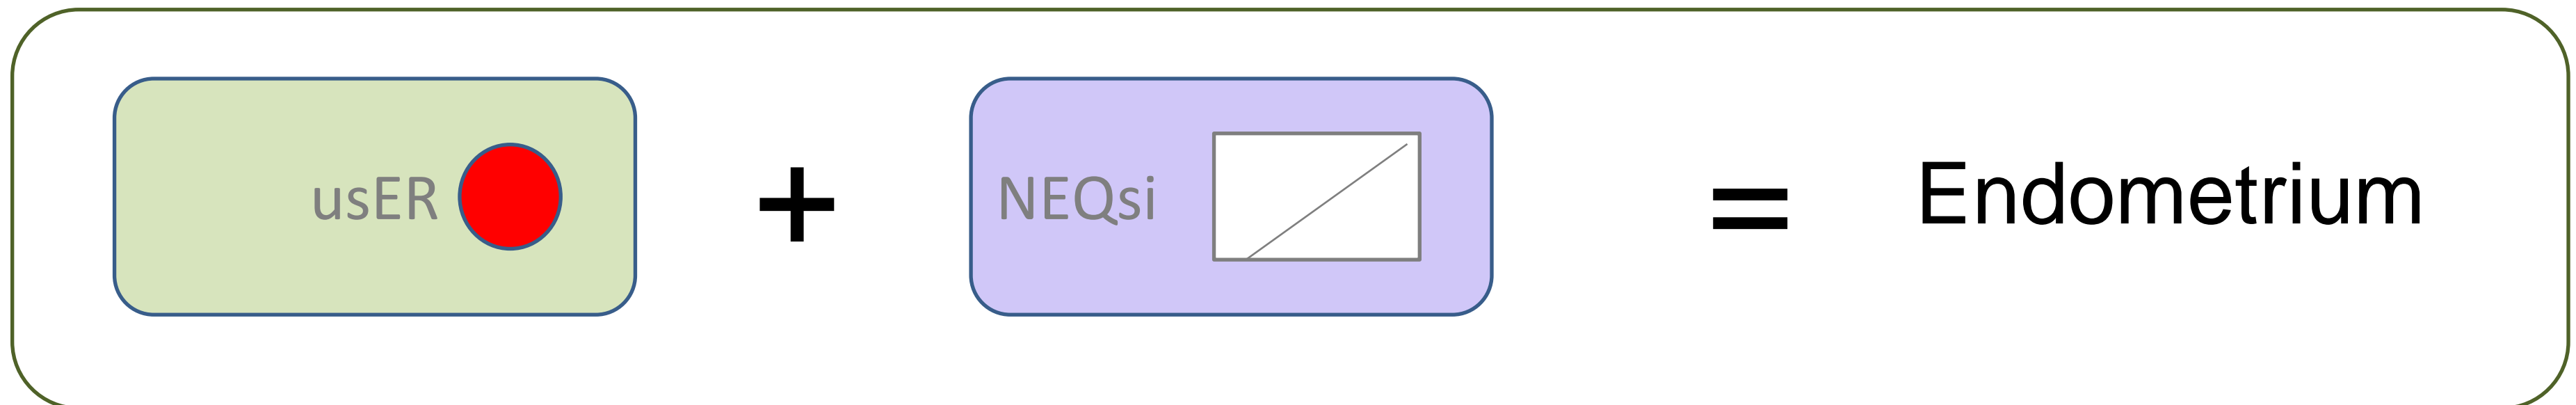 usER + NEQsi = Endometrium